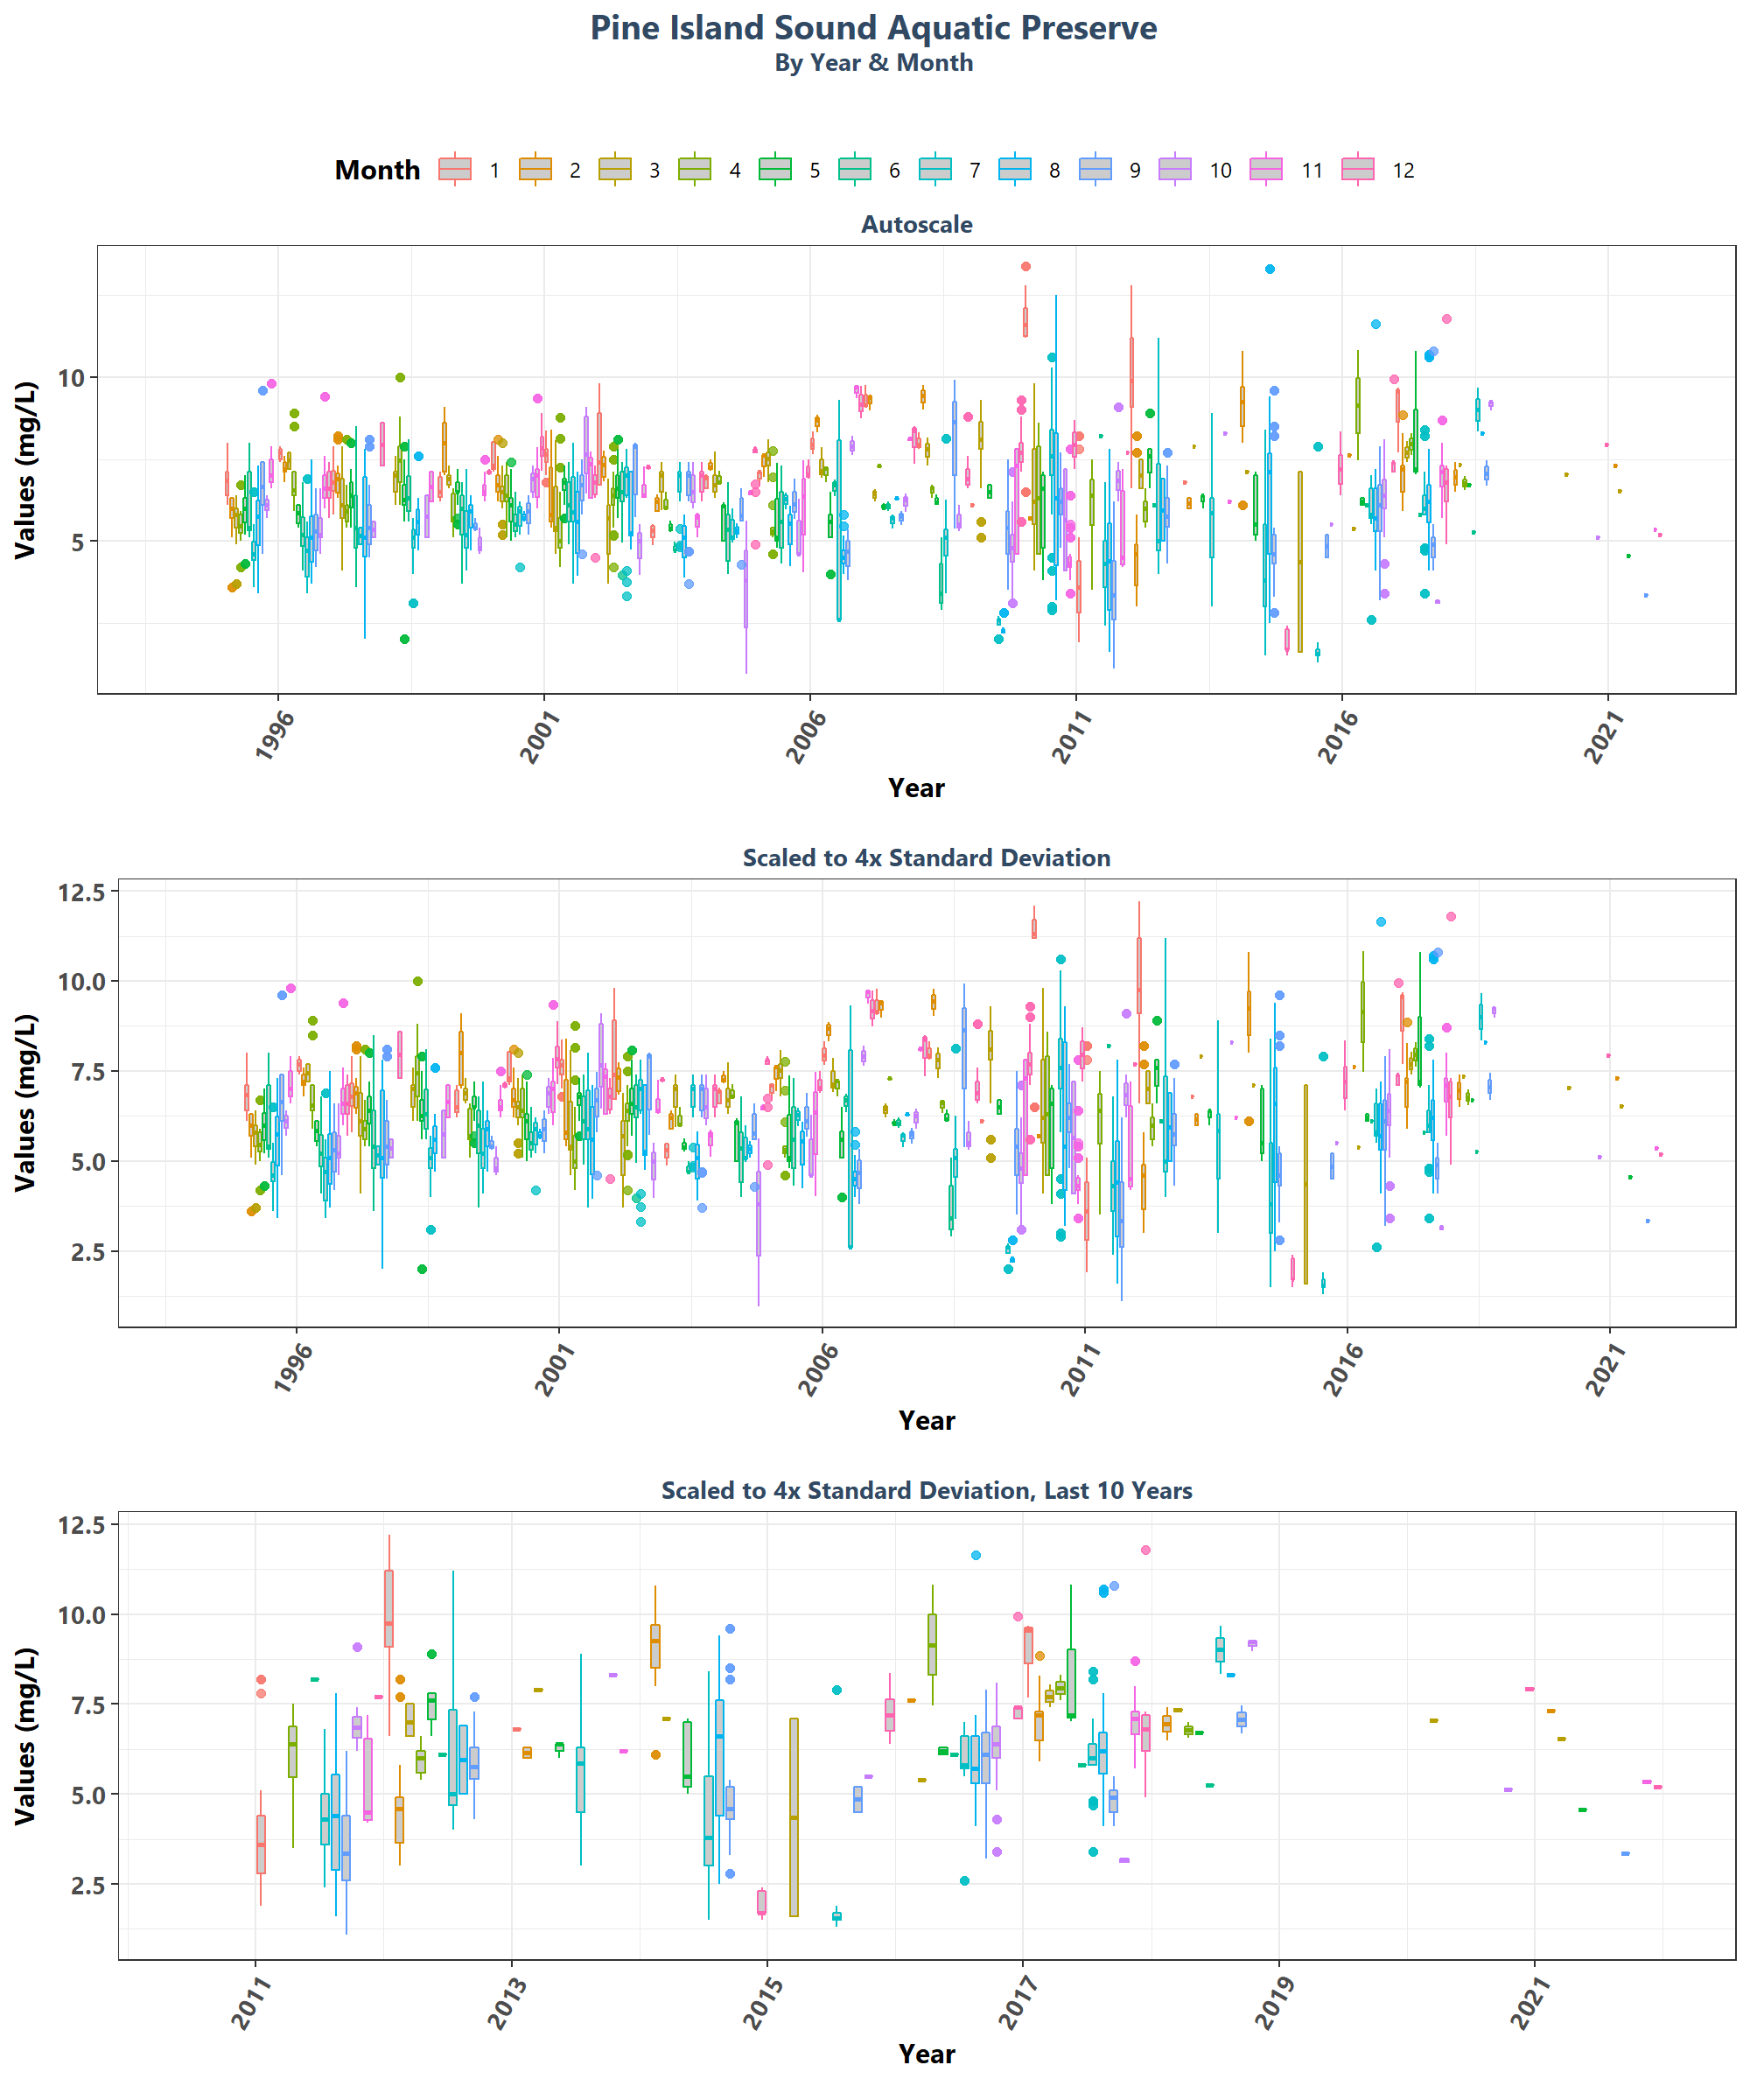 Pine Island Sound Aquatic Preserve
By Year & Month
Month 1 2 3 4 5 6 7 8 9 10 11 12
Autoscale
Values (mg/L)
10
5
1996 2001 2006 2011 2016 2021
Year
Scaled to 4x Standard Deviation
Values (mg/L)
12.5
10.0
7.5
5.0
2.5
1996 2001 2006 2011 2016 2021
Year
Scaled to 4x Standard Deviation, Last 10 Years
Values (mg/L)
12.5
10.0
7.5
5.0
2.5
2011 2013 2015 2017 2019 2021
Year